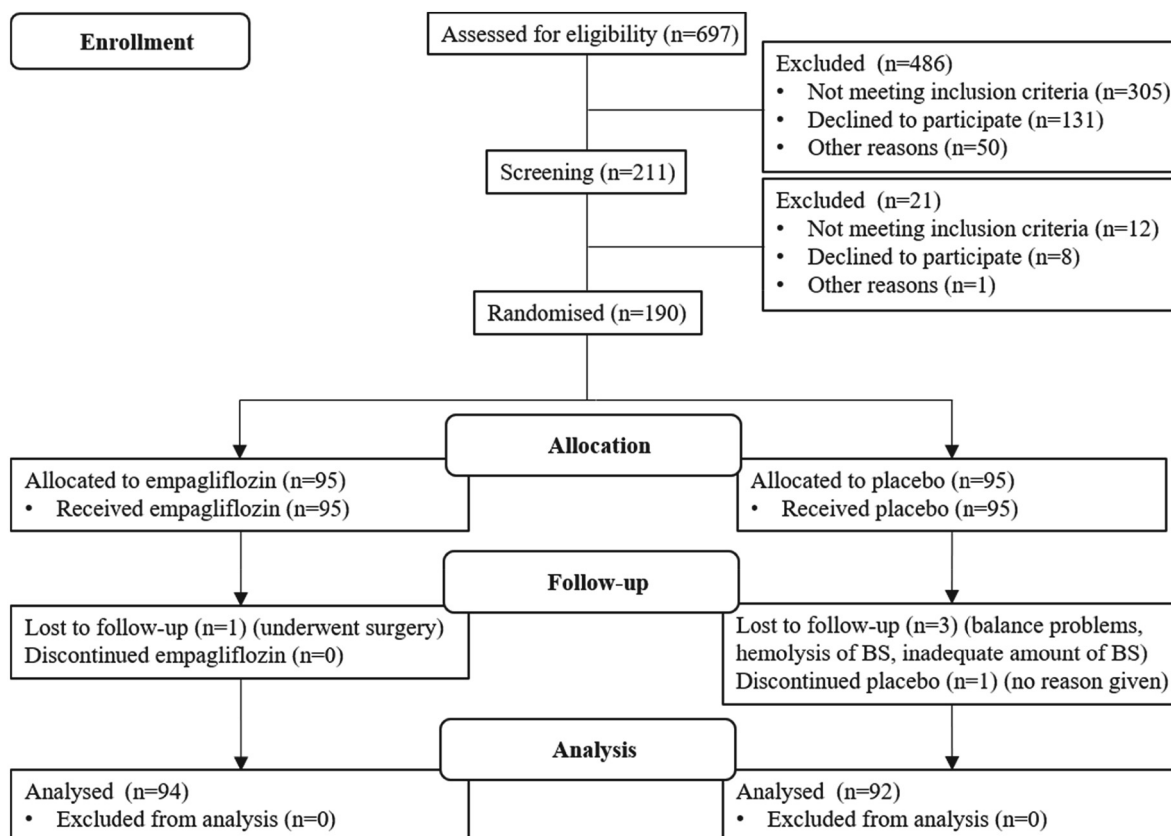 Enrollment
Assessed for eligibility (n=697)
Excluded (n=486)
• Not meeting inclusion criteria (n=305)
• Declined to participate (n=131)
• Other reasons (n=50)
Screening (n=211)
Excluded (n=21)
• Not meeting inclusion criteria (n=12)
• Declined to participate (n=8)
• Other reasons (n=1)
Randomised (n=190)
Allocation
Allocated to empagliflozin (n=95)
• Received empagliflozin (n=95)
Allocated to placebo (n=95)
• Received placebo (n=95)
Follow-up
Lost to follow-up (n=1) (underwent surgery)
Discontinued empagliflozin (n=0)
Lost to follow-up (n=3) (balance problems,
hemolysis of BS, inadequate amount of BS)
Discontinued placebo (n=1) (no reason given)
Analysis
Analysed (n=94)
• Excluded from analysis (n=0)
Analysed (n=92)
• Excluded from analysis (n=0)